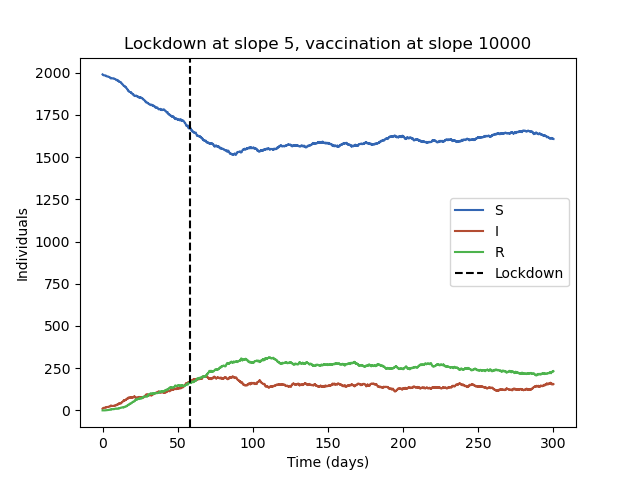 Lockdown at slope 5, vaccination at slope 10000
2000
1750
1500
1250
1000
750
500
250
0
Individuals
S
I
R
Lockdown
0 50 100 150 200 250 300
Time (days)